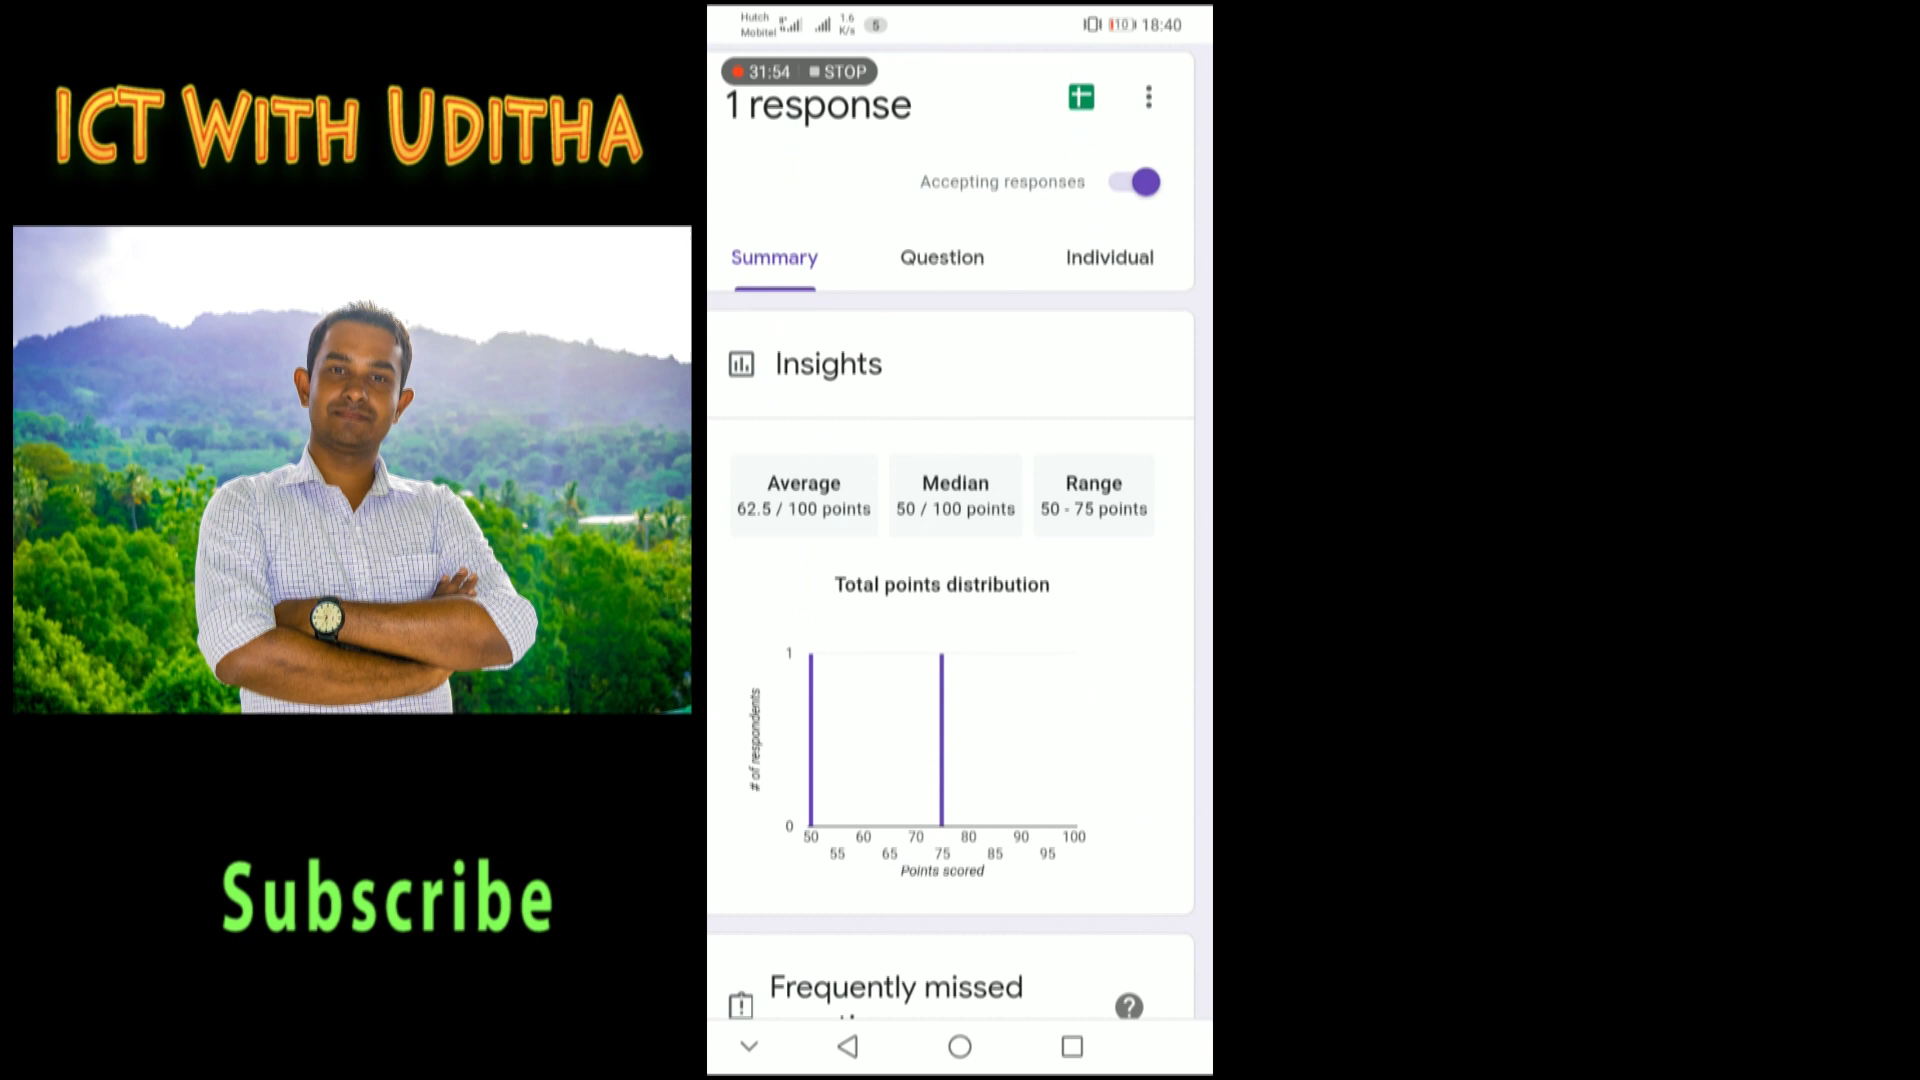 ICT WITH UDITHA
Subscribe
Hutch
Mobitel
1.6
K/s
5
10
18:40
31:54 STOP
1 response
Accepting responses
Summary Question Individual
Insights
Average Median Range
62.5 / 100 points 50 / 100 points 50 - 75 points
Total points distribution
1
# of respondents
0
50 60 70 80 90 100
55 65 75 85 95
Points scored
Frequently missed
?